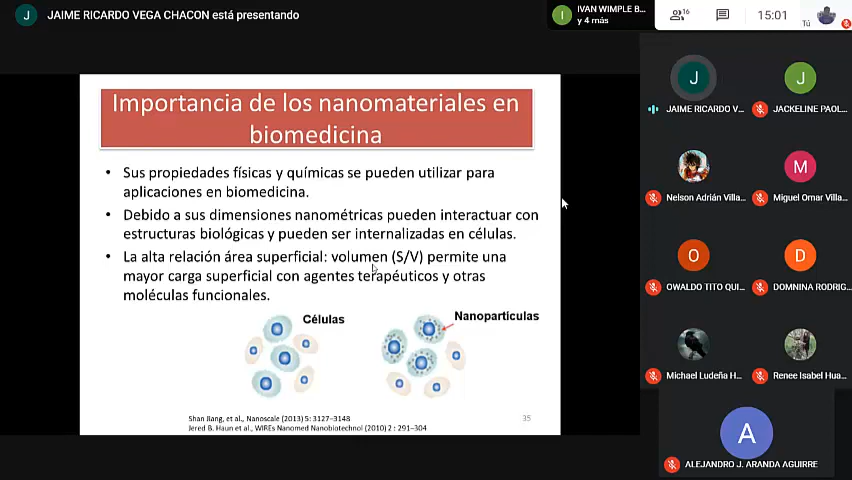 J JAIME RICARDO VEGA CHACON está presentando
I IVAN WIMPLE B...
y 4 más
16
15:01
Tú
Importancia de los nanomateriales en
biomedicina
• Sus propiedades físicas y químicas se pueden utilizar para
aplicaciones en biomedicina.
• Debido a sus dimensiones nanométricas pueden interactuar con
estructuras biológicas y pueden ser internalizadas en células.
• La alta relación área superficial: volumen (S/V) permite una
mayor carga superficial con agentes terapéuticos y otras
moléculas funcionales.
Células
Nanoparticulas
Shan Jiang, et al., Nanoscale (2013) 5: 3127–3148
Jered B. Haun et al., WIREs Nanomed Nanobiotechnol (2010) 2 : 291–304
35
J
JAIME RICARDO V...
J
JACKELINE PAOL...
Nelson Adrián Villa...
M
Miguel Omar Villa...
O
OWALDO TITO QUI...
D
DOMNINA RODRIG...
Michael Ludeña H...
Renee Isabel Hua...
A
ALEJANDRO J. ARANDA AGUIRRE